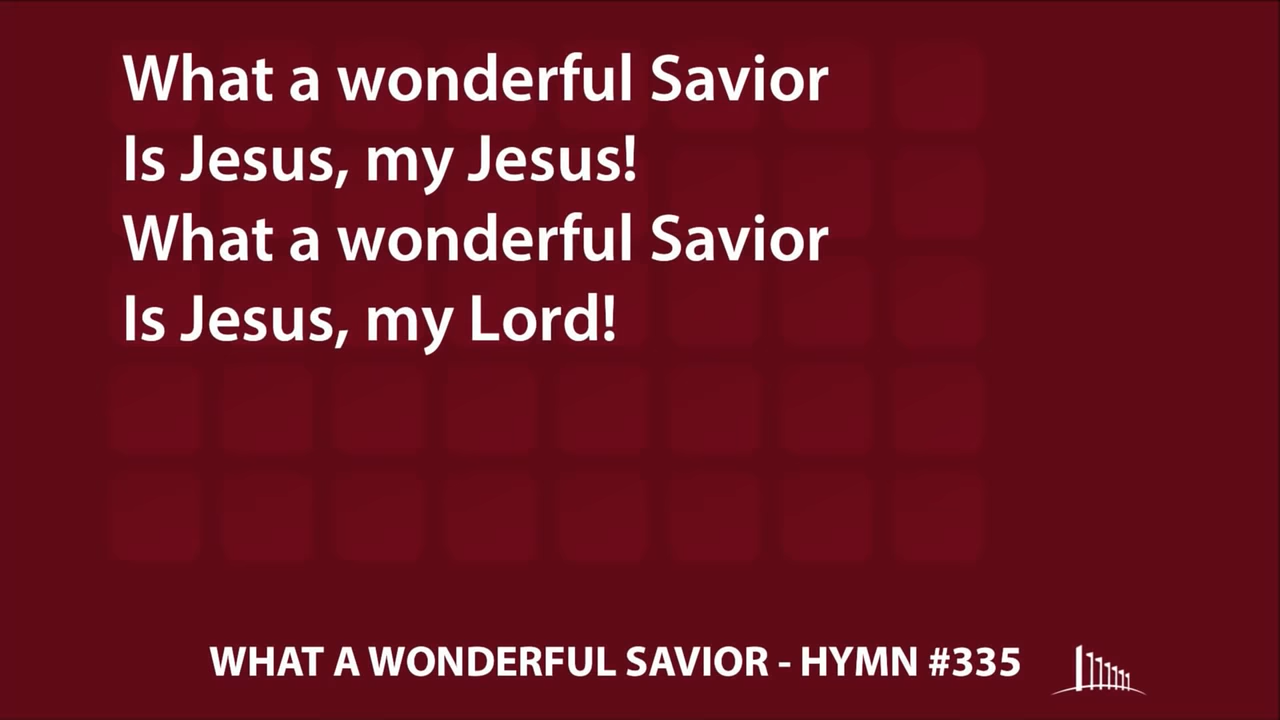 What a wonderful Savior
Is Jesus, my Jesus!
What a wonderful Savior
Is Jesus, my Lord!
WHAT A WONDERFUL SAVIOR - HYMN #335